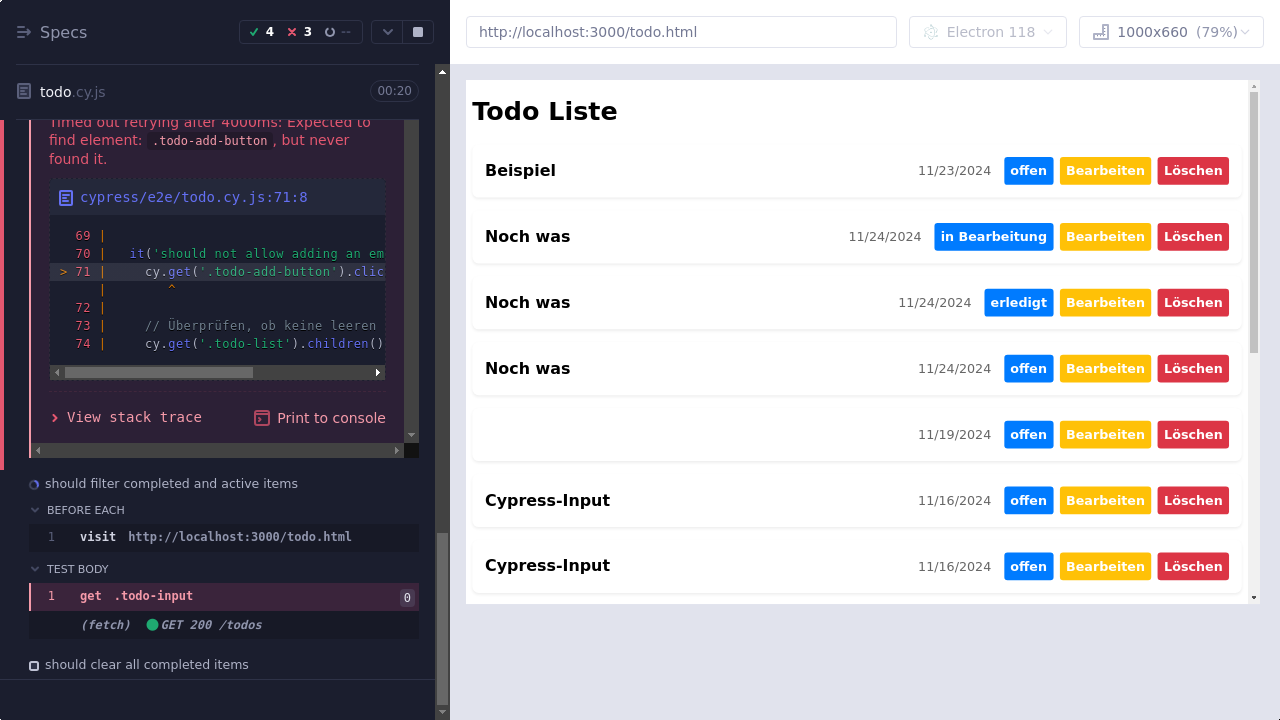 Specs
4 3 --
todo.cy.js 00:20
Timed out retrying after 4000ms: Expected to
find element: .todo-add-button, but never
found it.
cypress/e2e/todo.cy.js:71:8
69 |
70 | it('should not allow adding an em
> 71 | cy.get('.todo-add-button').clic
| ^
72 |
73 | // Überprüfen, ob keine leeren
74 | cy.get('.todo-list').children()
View stack trace Print to console
should filter completed and active items
BEFORE EACH
1 visit http://localhost:3000/todo.html
TEST BODY
1 get .todo-input 0
(fetch) GET 200 /todos
should clear all completed items
http://localhost:3000/todo.html Electron 118 1000x660 (79%)
Todo Liste
Beispiel 11/23/2024 offen Bearbeiten Löschen
Noch was 11/24/2024 in Bearbeitung Bearbeiten Löschen
Noch was 11/24/2024 erledigt Bearbeiten Löschen
Noch was 11/24/2024 offen Bearbeiten Löschen
11/19/2024 offen Bearbeiten Löschen
Cypress-Input 11/16/2024 offen Bearbeiten Löschen
Cypress-Input 11/16/2024 offen Bearbeiten Löschen